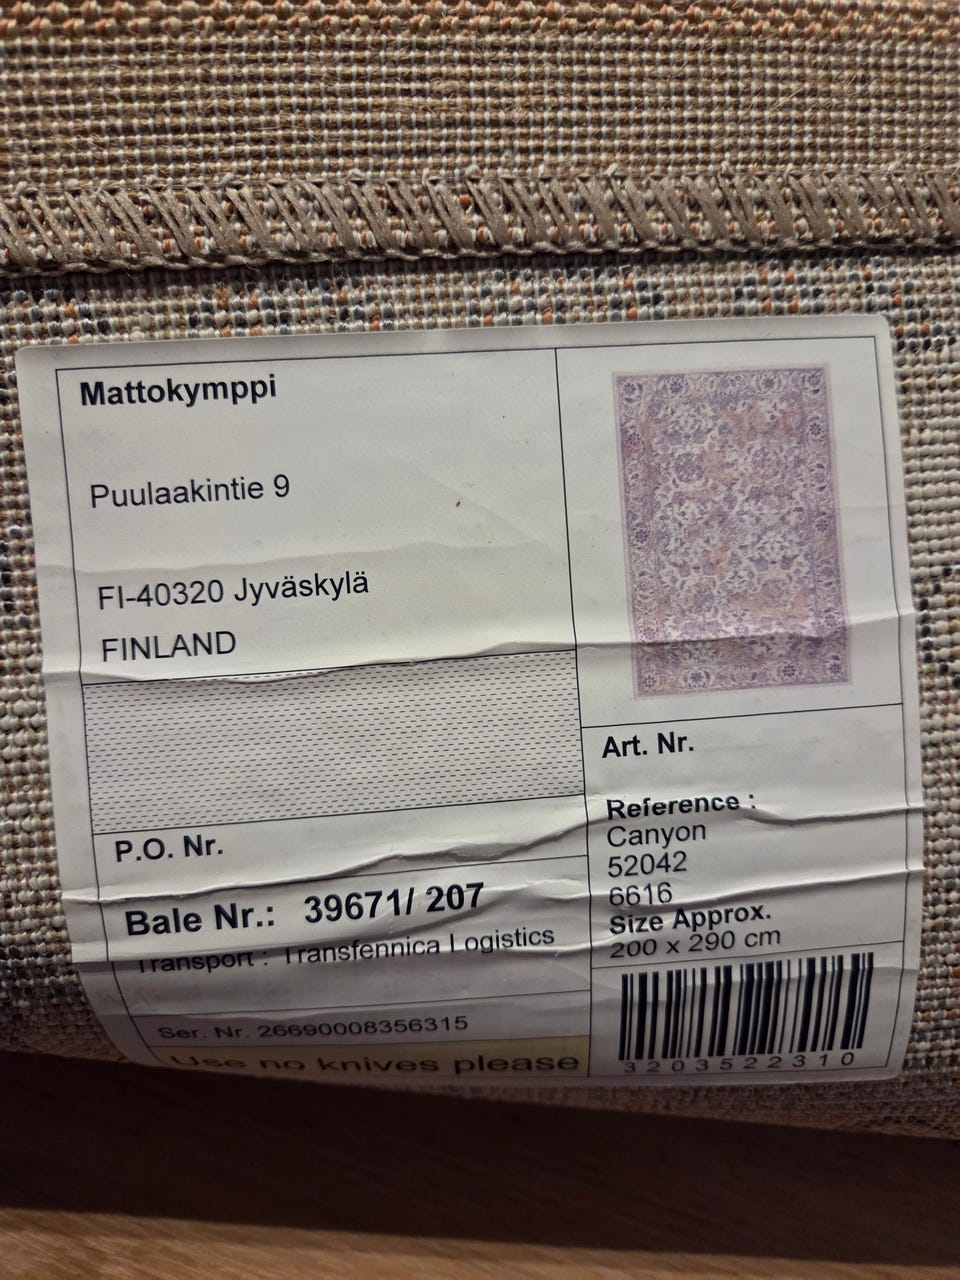 Mattokymppi
Puulaakintie 9
FI-40320 Jyväskylä
FINLAND
P.O. Nr.
Bale Nr.: 39671/ 207
Transport : Transfennica Logistics
Ser. Nr. 26690008356315
Use no knives please
Art. Nr.
Reference :
Canyon
52042
6616
Size Approx.
200 x 290 cm
3203522310